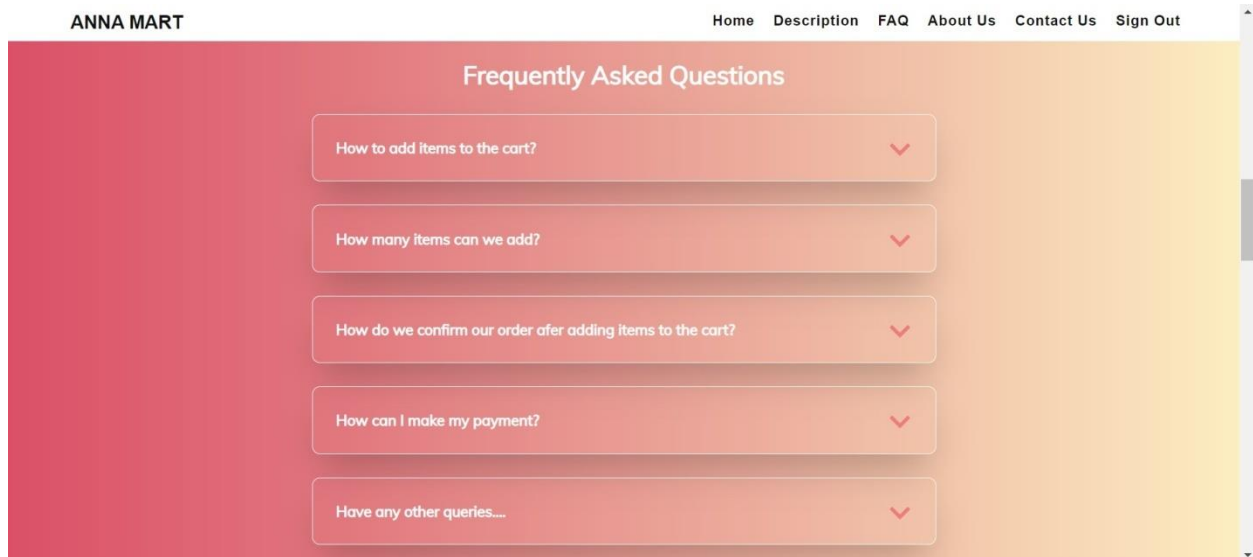 ANNA MART Home Description FAQ About Us Contact Us Sign Out
Frequently Asked Questions
How to add items to the cart?
How many items can we add?
How do we confirm our order afer adding items to the cart?
How can I make my payment?
Have any other queries....